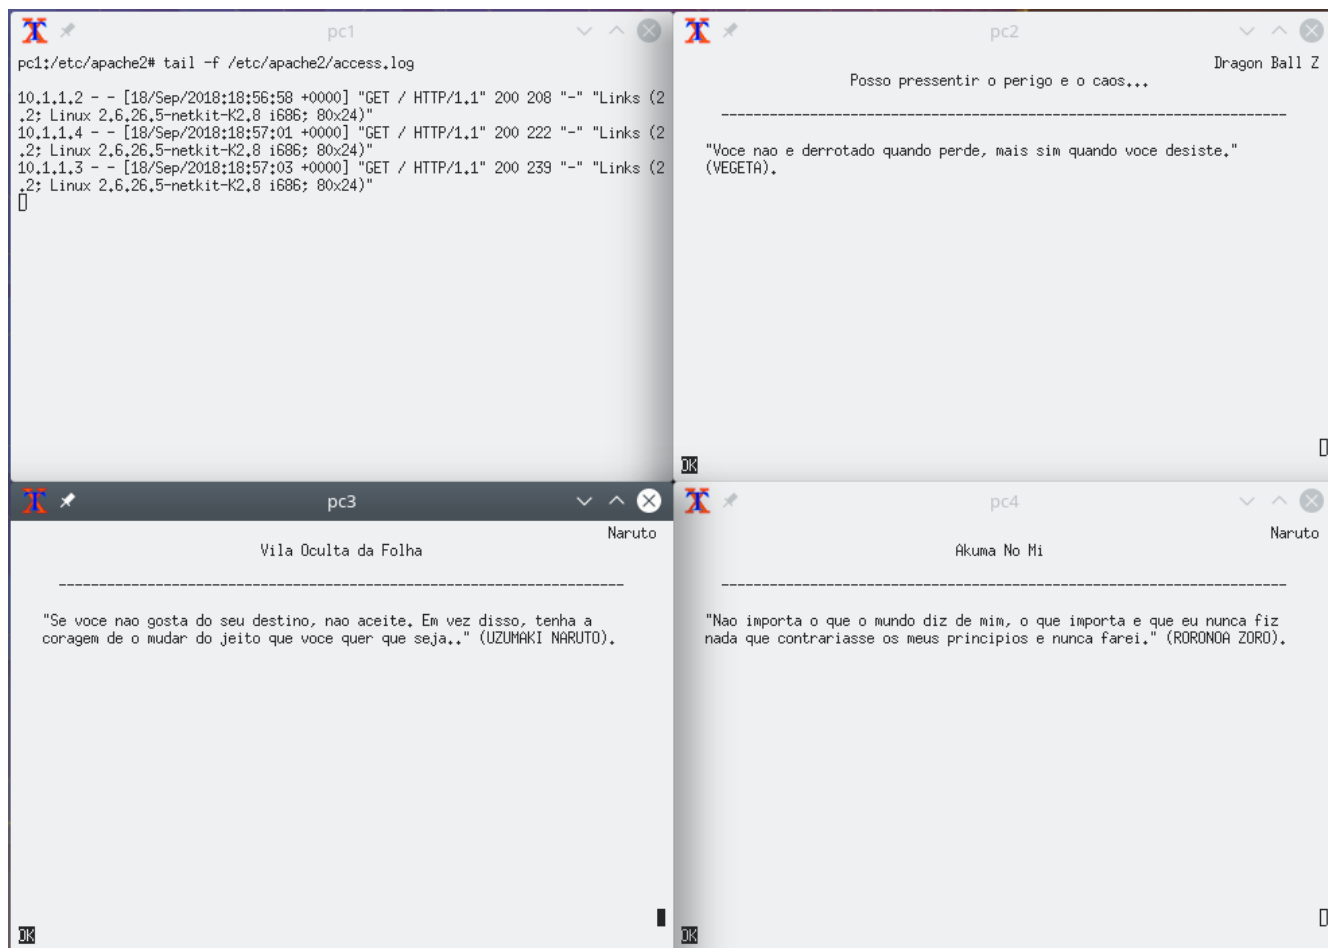 pc1
pc1:/etc/apache2# tail -f /etc/apache2/access.log
10.1.1.2 - - [18/Sep/2018:18:56:58 +0000] "GET / HTTP/1.1" 200 208 "-" "Links (2
.2; Linux 2.6.26.5-netkit-K2.8 i686; 80x24)"
10.1.1.4 - - [18/Sep/2018:18:57:01 +0000] "GET / HTTP/1.1" 200 222 "-" "Links (2
.2; Linux 2.6.26.5-netkit-K2.8 i686; 80x24)"
10.1.1.3 - - [18/Sep/2018:18:57:03 +0000] "GET / HTTP/1.1" 200 239 "-" "Links (2
.2; Linux 2.6.26.5-netkit-K2.8 i686; 80x24)"
pc2
Dragon Ball Z
Posso pressentir o perigo e o caos...
"Voce nao e derrotado quando perde, mais sim quando voce desiste."
(VEGETA).
OK
pc3
Naruto
Vila Oculta da Folha
"Se voce nao gosta do seu destino, nao aceite. Em vez disso, tenha a
coragem de o mudar do jeito que voce quer que seja.." (UZUMAKI NARUTO).
OK
pc4
Naruto
Akuma No Mi
"Nao importa o que o mundo diz de mim, o que importa e que eu nunca fiz
nada que contrariasse os meus principios e nunca farei." (RORONOA ZORO).
OK